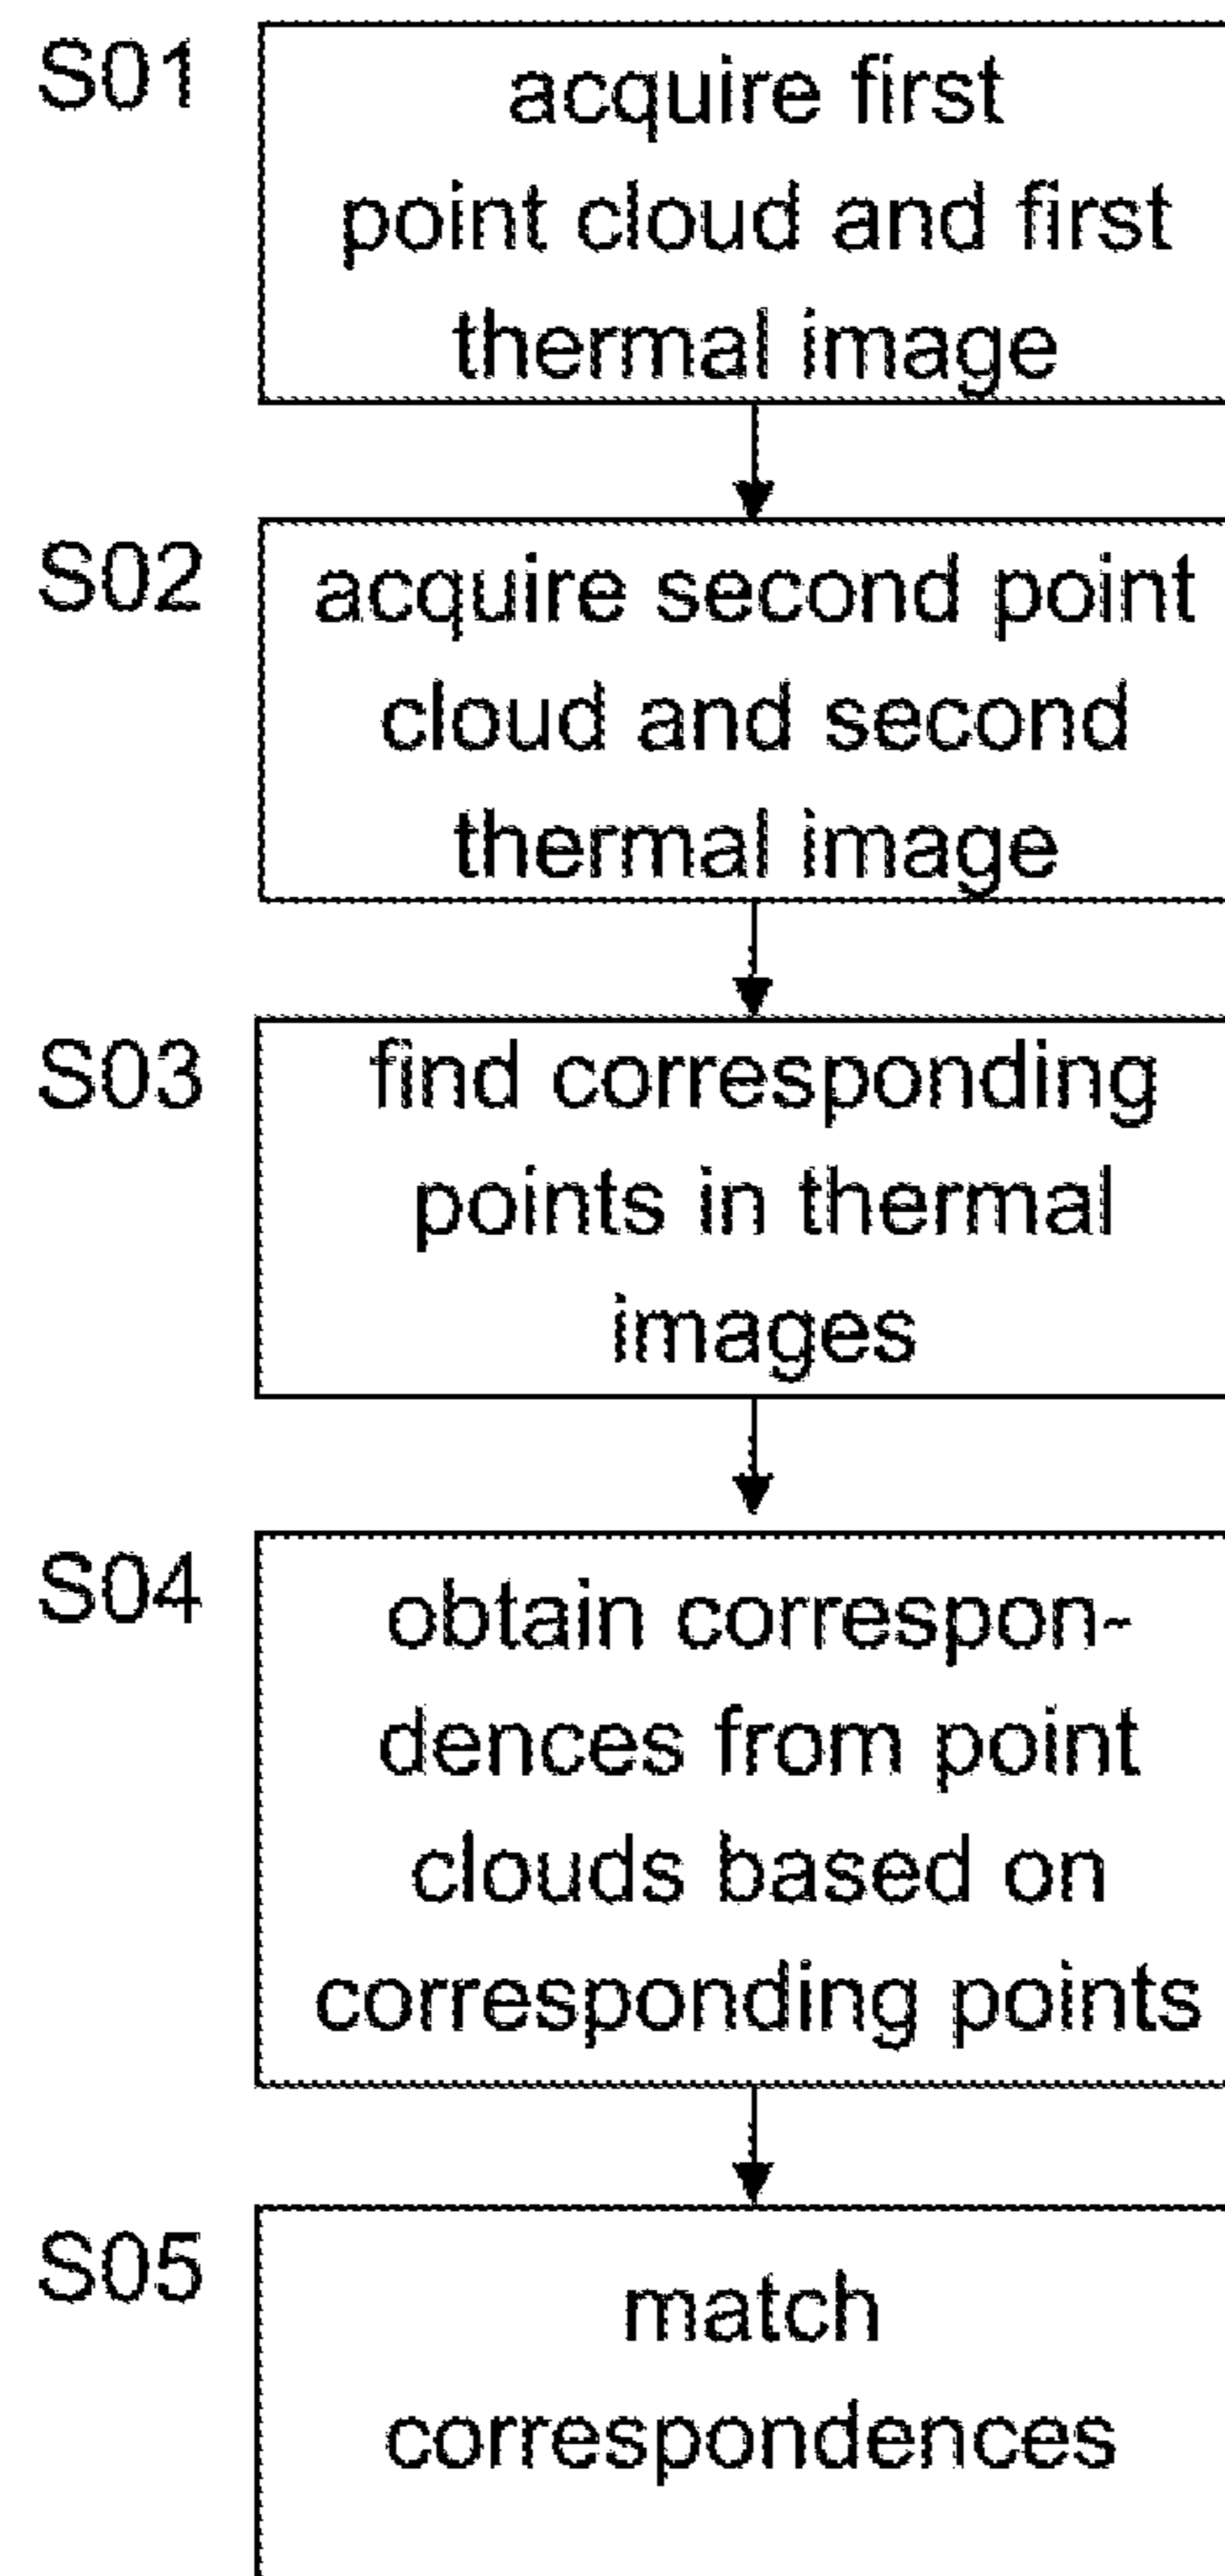 S01
acquire first
point cloud and first
thermal image
S02
acquire second point
cloud and second
thermal image
S03
find corresponding
points in thermal
images
S04
obtain correspon-
dences from point
clouds based on
corresponding points
S05
match
correspondences